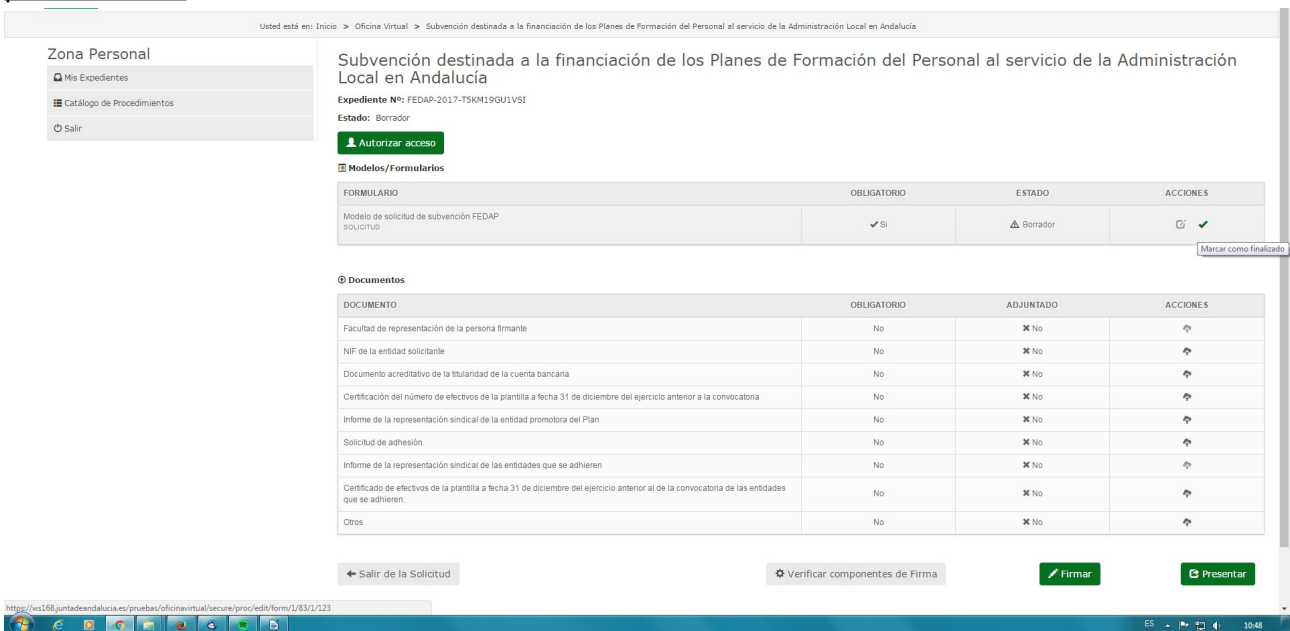 Usted está en: Inicio > Oficina Virtual > Subvención destinada a la financiación de los Planes de Formación del Personal al servicio de la Administración Local en Andalucía
Zona Personal
Mis Expedientes
Catálogo de Procedimientos
Salir
Subvención destinada a la financiación de los Planes de Formación del Personal al servicio de la Administración
Local en Andalucía
Expediente Nº: FEDAP-2017-T5KM19GU1VSI
Estado: Borrador
Autorizar acceso
Modelos/Formularios
FORMULARIO OBLIGATORIO ESTADO ACCIONES
Modelo de solicitud de subvención FEDAP
SOLICITUD
Si Borrador
Marcar como finalizado
Documentos
DOCUMENTO OBLIGATORIO ADJUNTADO ACCIONES
Facultad de representación de la persona firmante No No
NIF de la entidad solicitante No No
Documento acreditativo de la titularidad de la cuenta bancaria No No
Certificación del número de efectivos de la plantilla a fecha 31 de diciembre del ejercicio anterior a la convocatoria No No
Informe de la representación sindical de la entidad promotora del Plan No No
Solicitud de adhesión No No
Informe de la representación sindical de las entidades que se adhieren No No
Certificado de efectivos de la plantilla a fecha 31 de diciembre del ejercicio anterior al de la convocatoria de las entidades
que se adhieren. No No
Otros No No
Salir de la Solicitud Verificar componentes de Firma Firmar Presentar
https://ws168.juntadeandalucia.es/pruebas/oficinavirtual/secure/proc/edit/form/1/83/1/123
ES 10:48